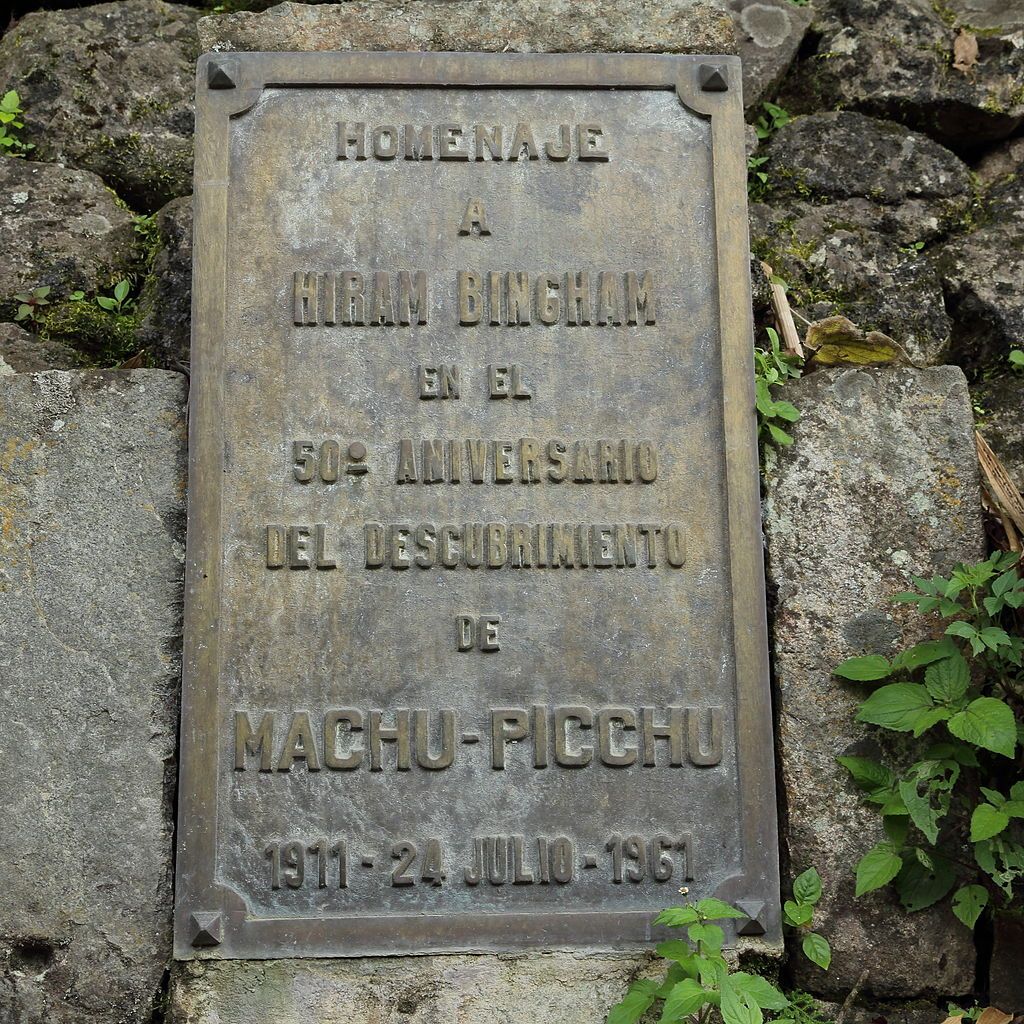 HOMENAJE
A
HIRAM BINGHAM
EN EL
50º ANIVERSARIO
DEL DESCUBRIMIENTO
DE
MACHU-PICCHU
1911 - 24 JULIO - 1961